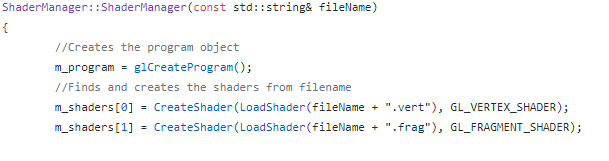 ShaderManager::ShaderManager(const std::string& fileName)
{
//Creates the program object
m_program = glCreateProgram();
//Finds and creates the shaders from filename
m_shaders[0] = CreateShader(LoadShader(fileName + ".vert"), GL_VERTEX_SHADER);
m_shaders[1] = CreateShader(LoadShader(fileName + ".frag"), GL_FRAGMENT_SHADER);